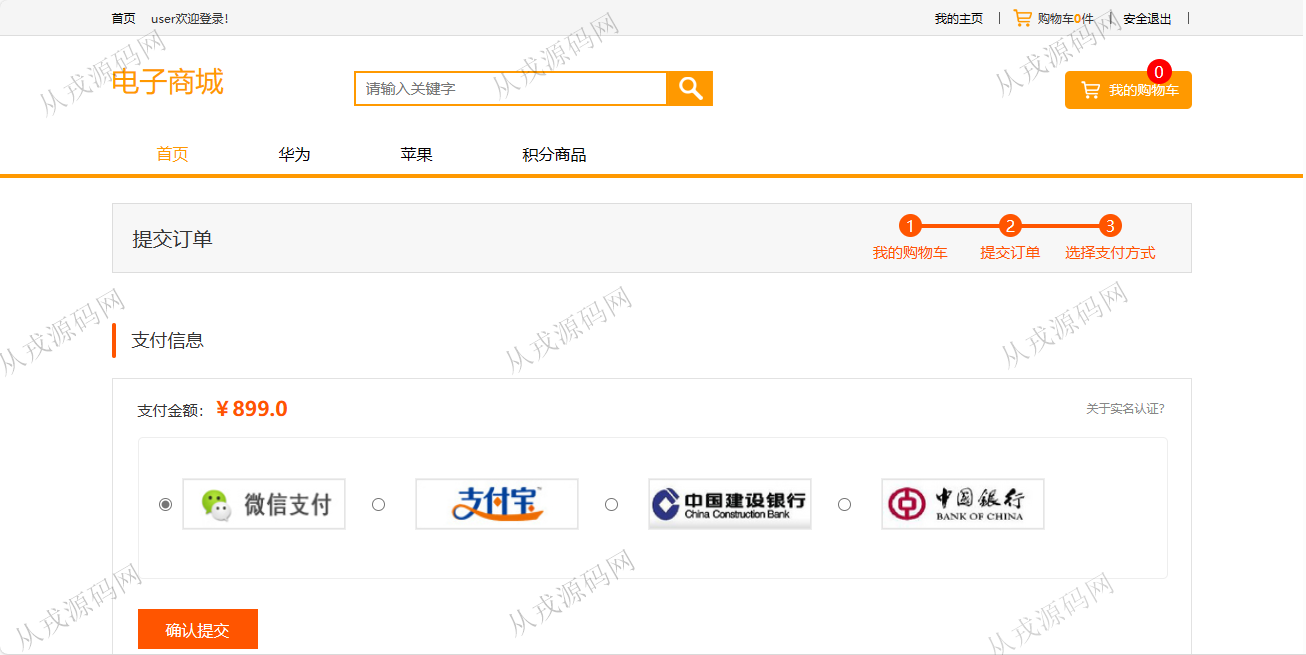 首页 user欢迎登录!
我的主页 | 购物车0件 | 安全退出 |
电子商城
请输入关键字
0
我的购物车
首页 华为 苹果 积分商品
提交订单
1 2 3
我的购物车 提交订单 选择支付方式
支付信息
支付金额: ¥899.0
关于实名认证?
微信支付
支付宝
中国建设银行
China Construction Bank
中国银行
BANK OF CHINA
确认提交
从戎源码网
从戎源码网
从戎源码网
从戎源码网
从戎源码网
从戎源码网
从戎源码网
从戎源码网
从戎源码网